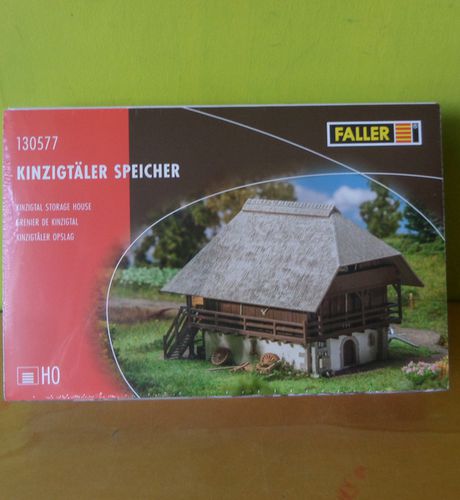 130577
KINZIGTÄLER SPEICHER
KINZIGTAL STORAGE HOUSE
GRENIER DE KINZIGTAL
KINZIGTÄLER OPSLAG
H0
FALLER